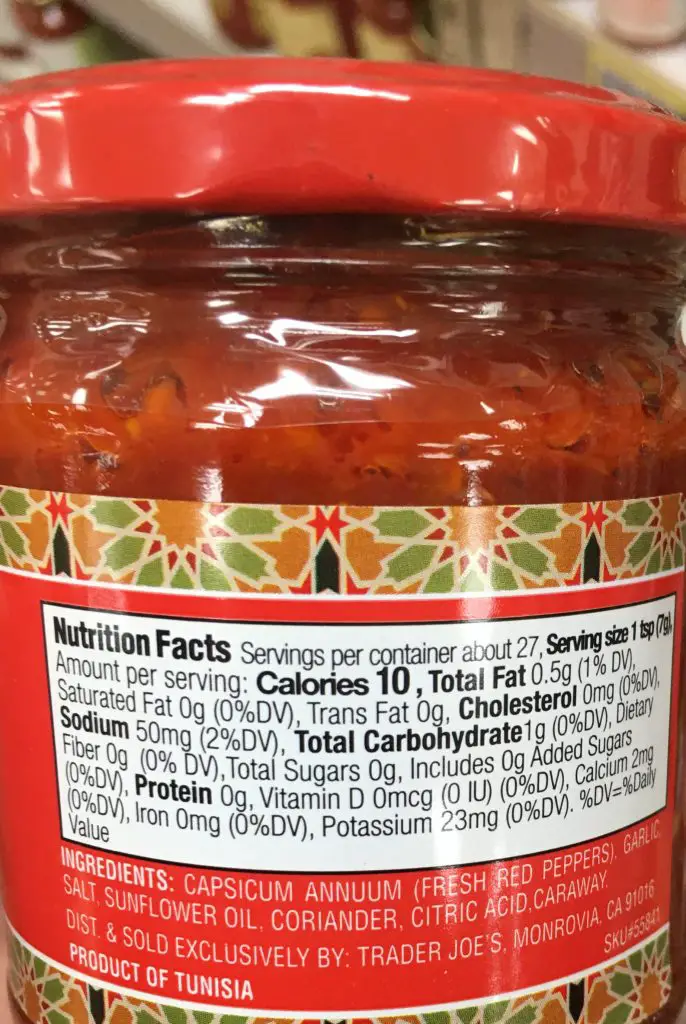 Nutrition Facts Servings per container about 27, Serving size 1 tsp (7g),
Amount per serving: Calories 10, Total Fat 0.5g (1% DV),
Saturated Fat 0g (0%DV), Trans Fat 0g, Cholesterol 0mg (0%DV),
Sodium 50mg (2%DV), Total Carbohydrate 1g (0%DV), Dietary
Fiber 0g (0% DV), Total Sugars 0g, Includes 0g Added Sugars
(0%DV), Protein 0g, Vitamin D 0mcg (0 IU) (0%DV), Calcium 2mg
(0%DV), Iron 0mg (0%DV), Potassium 23mg (0%DV). %DV=%Daily
Value
INGREDIENTS: CAPSICUM ANNUUM (FRESH RED PEPPERS), GARLIC,
SALT, SUNFLOWER OIL, CORIANDER, CITRIC ACID, CARAWAY.
DIST. & SOLD EXCLUSIVELY BY: TRADER JOE'S, MONROVIA, CA 91016
PRODUCT OF TUNISIA
SKU#55841